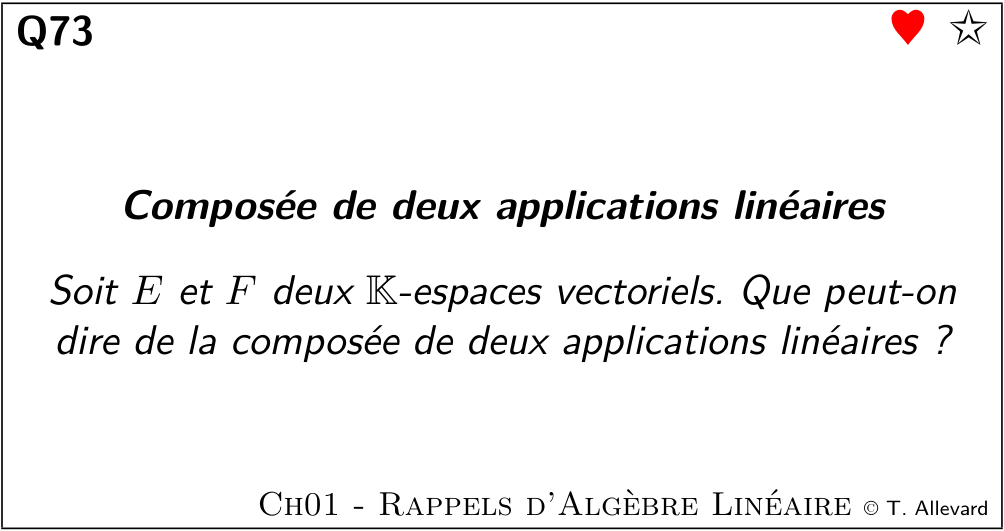 Q73
Composée de deux applications linéaires
Soit E et F deux 𝕂-espaces vectoriels. Que peut-on
dire de la composée de deux applications linéaires ?
Ch01 - Rappels d'Algèbre Linéaire © T. Allevard